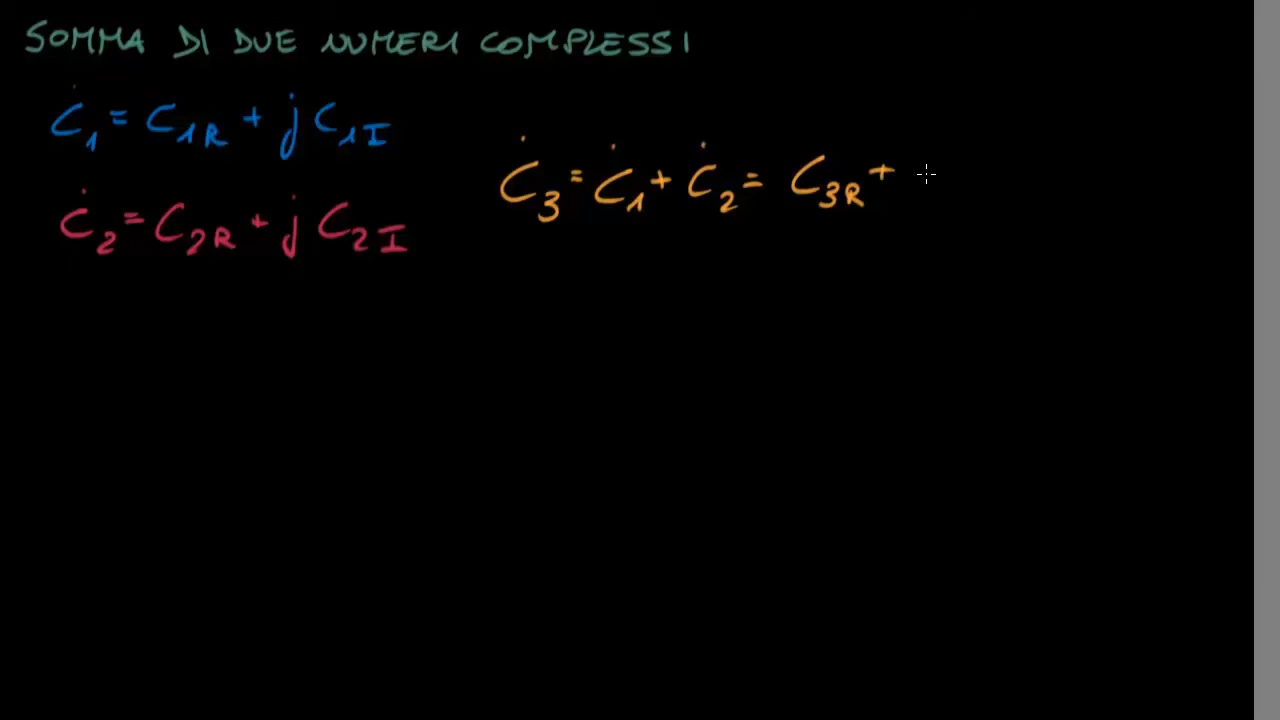 SOMMA DI DUE NUMERI COMPLESSI
Ċ₁ = C₁R + j C₁I
Ċ₃ = Ċ₁ + Ċ₂ = C₃R +
Ċ₂ = C₂R + j C₂I